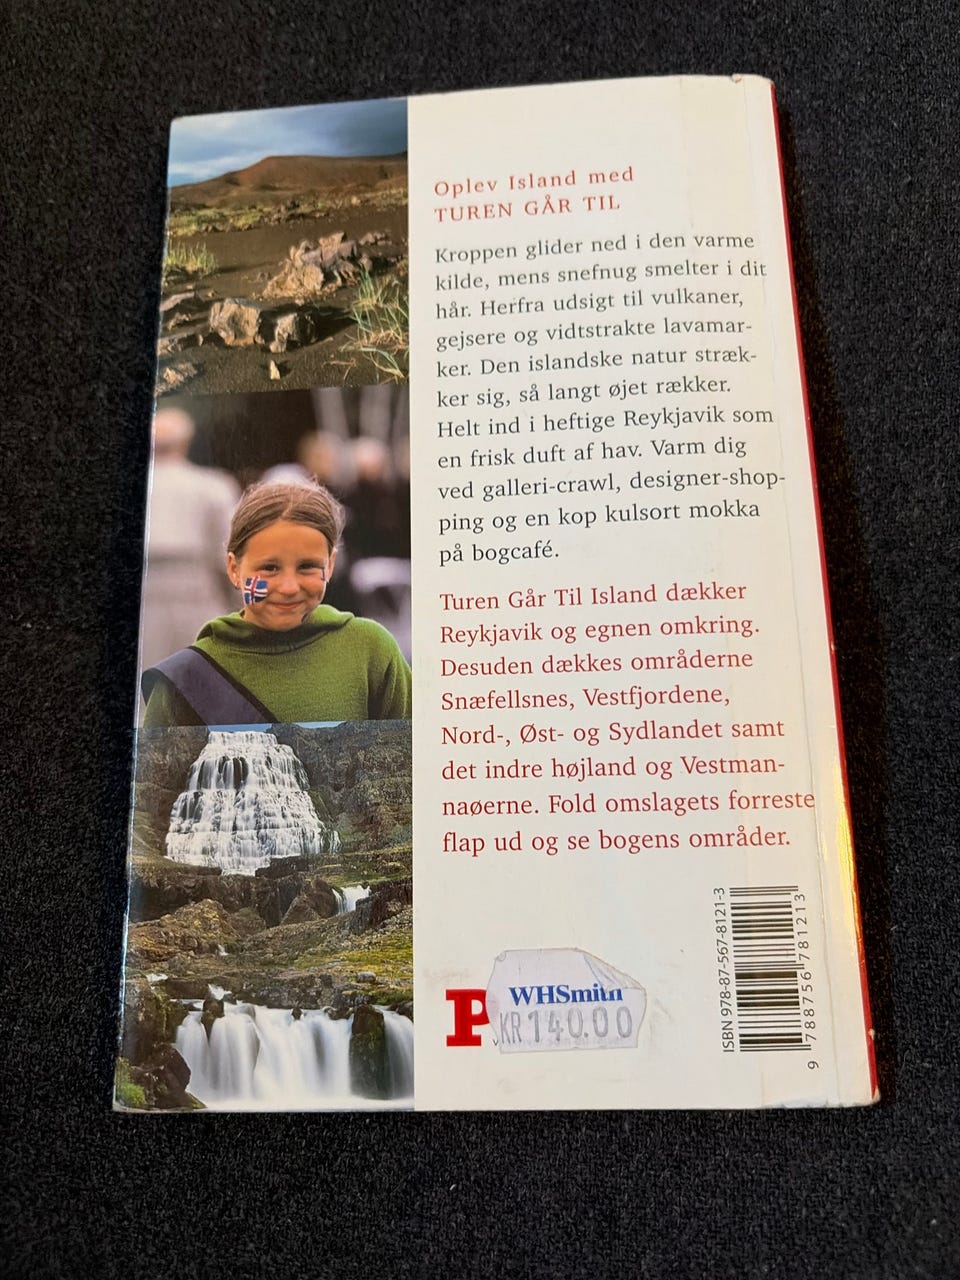 Oplev Island med
TUREN GÅR TIL
Kroppen glider ned i den varme
kilde, mens snefnug smelter i dit
hår. Herfra udsigt til vulkaner,
gejsere og vidtstrakte lavamar-
ker. Den islandske natur stræk-
ker sig, så langt øjet rækker.
Helt ind i heftige Reykjavik som
en frisk duft af hav. Varm dig
ved galleri-crawl, designer-shop-
ping og en kop kulsort mokka
på bogcafé.
Turen Går Til Island dækker
Reykjavik og egnen omkring.
Desuden dækkes områderne
Snæfellsnes, Vestfjordene,
Nord-, Øst- og Sydlandet samt
det indre højland og Vestman-
naøerne. Fold omslagets forreste
flap ud og se bogens områder.
P
WHSmith
KR 140.00
ISBN 978-87-567-8121-3
9 788756 781213